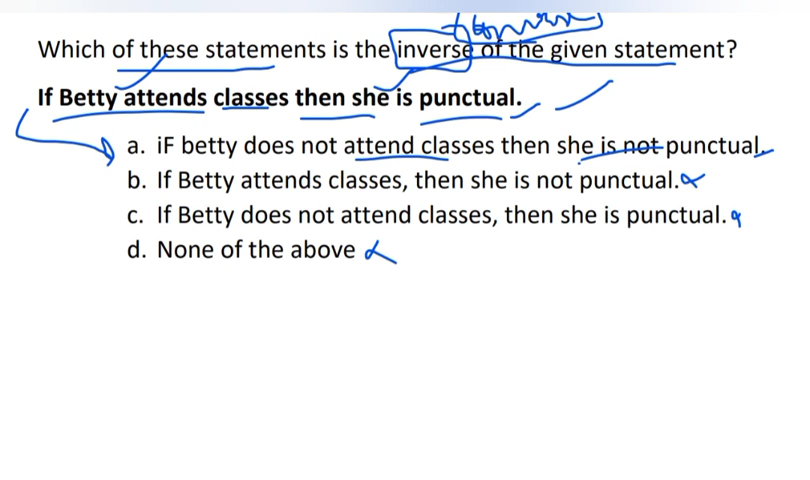 Which of these statements is the inverse of the given statement?
If Betty attends classes then she is punctual.
a. iF betty does not attend classes then she is not punctual.
b. If Betty attends classes, then she is not punctual.
c. If Betty does not attend classes, then she is punctual.
d. None of the above